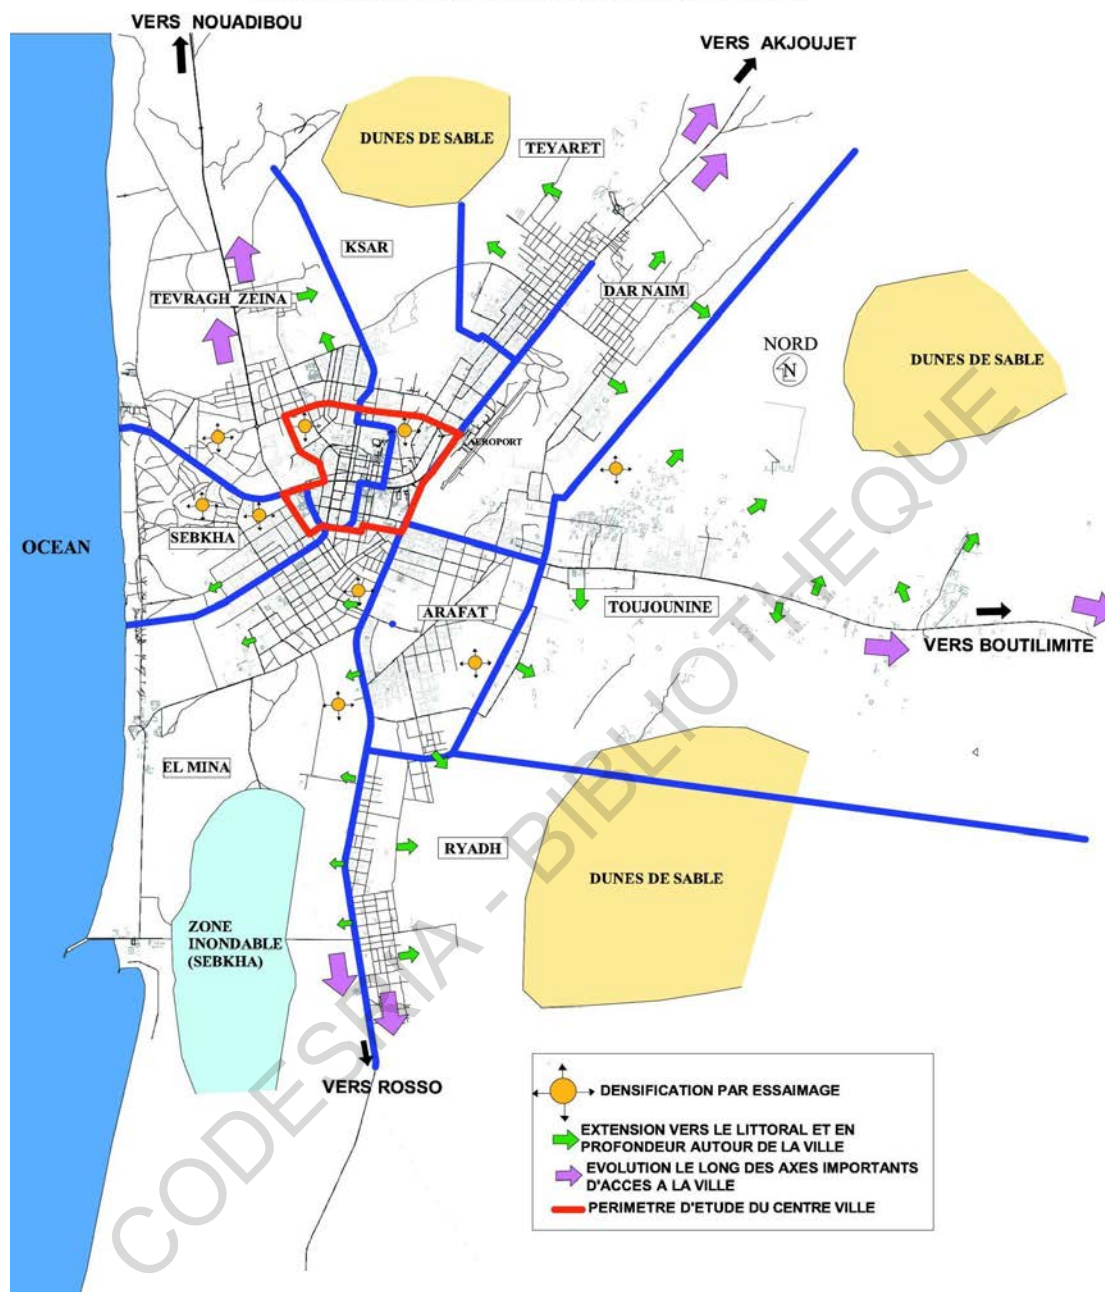 VERS NOUADIBOU
VERS AKJOUJET
DUNES DE SABLE
TEYARET
KSAR
TEVRAGH ZEINA
DAR NAIM
NORD
N
DUNES DE SABLE
AEROPORT
SEBKHA
OCEAN
ARAFAT
TOUJOUNINE
VERS BOUTILIMITE
EL MINA
RYADH
DUNES DE SABLE
ZONE
INONDABLE
(SEBKHA)
VERS ROSSO
DENSIFICATION PAR ESSAIMAGE
EXTENSION VERS LE LITTORAL ET EN
PROFONDEUR AUTOUR DE LA VILLE
EVOLUTION LE LONG DES AXES IMPORTANTS
D'ACCES A LA VILLE
PERIMETRE D'ETUDE DU CENTRE VILLE
CODESRIA - BIBLIOTHEQUE